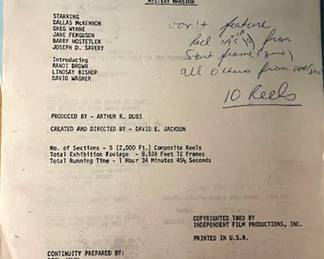 MYSTERY MANSION
STARRING
DALLAS McKENNON
GREG WYNNE
JANE FERGUSON
BARRY HOSTETLER
JOSEPH D. SAVERY
Introducing
RANDI BROWN
LINDSAY BISHOP
DAVID WAGNER
feature
Reel from
Start frame
all others from
10 Reels
PRODUCED BY - ARTHUR R. DUBS
CREATED AND DIRECTED BY - DAVID E. JACKSON
No. of Sections - 5 (2,000 Ft.) Composite Reels
Total Exhibition Footage - 8,538 Feet 12 Frames
Total Running Time - 1 Hour 34 Minutes 45½ Seconds
COPYRIGHTED 1983 BY
INDEPENDENT FILM PRODUCTIONS, INC.
PRINTED IN U.S.A.
CONTINUITY PREPARED BY: